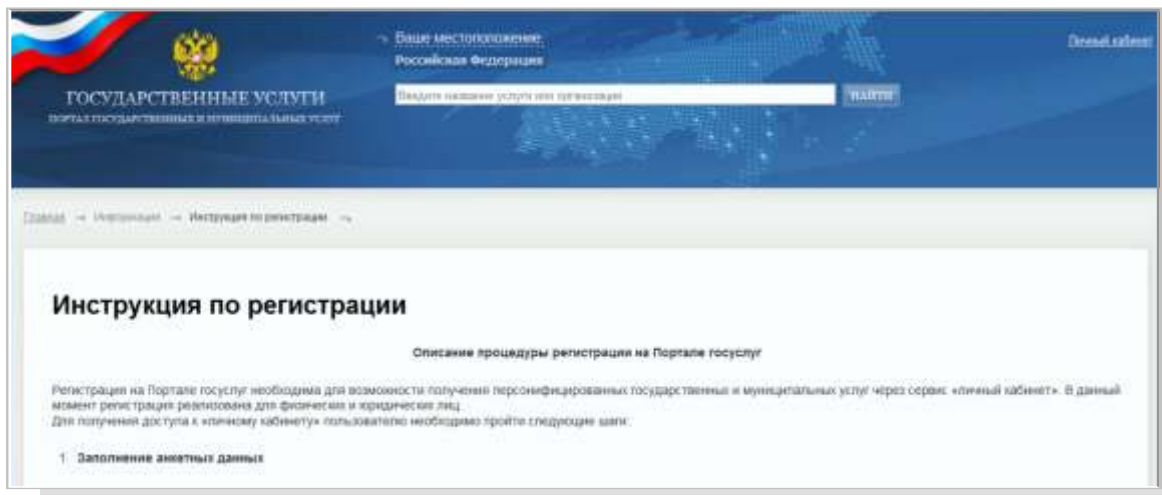 Ваше местоположение:
Российская Федерация
Личный кабинет
ГОСУДАРСТВЕННЫЕ УСЛУГИ
ПОРТАЛ ГОСУДАРСТВЕННЫХ И МУНИЦИПАЛЬНЫХ УСЛУГ
Введите название услуги или организации
НАЙТИ
Главная → Информация → Инструкция по регистрации →
Инструкция по регистрации
Описание процедуры регистрации на Портале госуслуг
Регистрация на Портале госуслуг необходима для возможности получения персонифицированных государственных и муниципальных услуг через сервис «личный кабинет». В данный
момент регистрация реализована для физических и юридических лиц.
Для получения доступа к «личному кабинету» пользователю необходимо пройти следующие шаги:
1 Заполнение анкетных данных